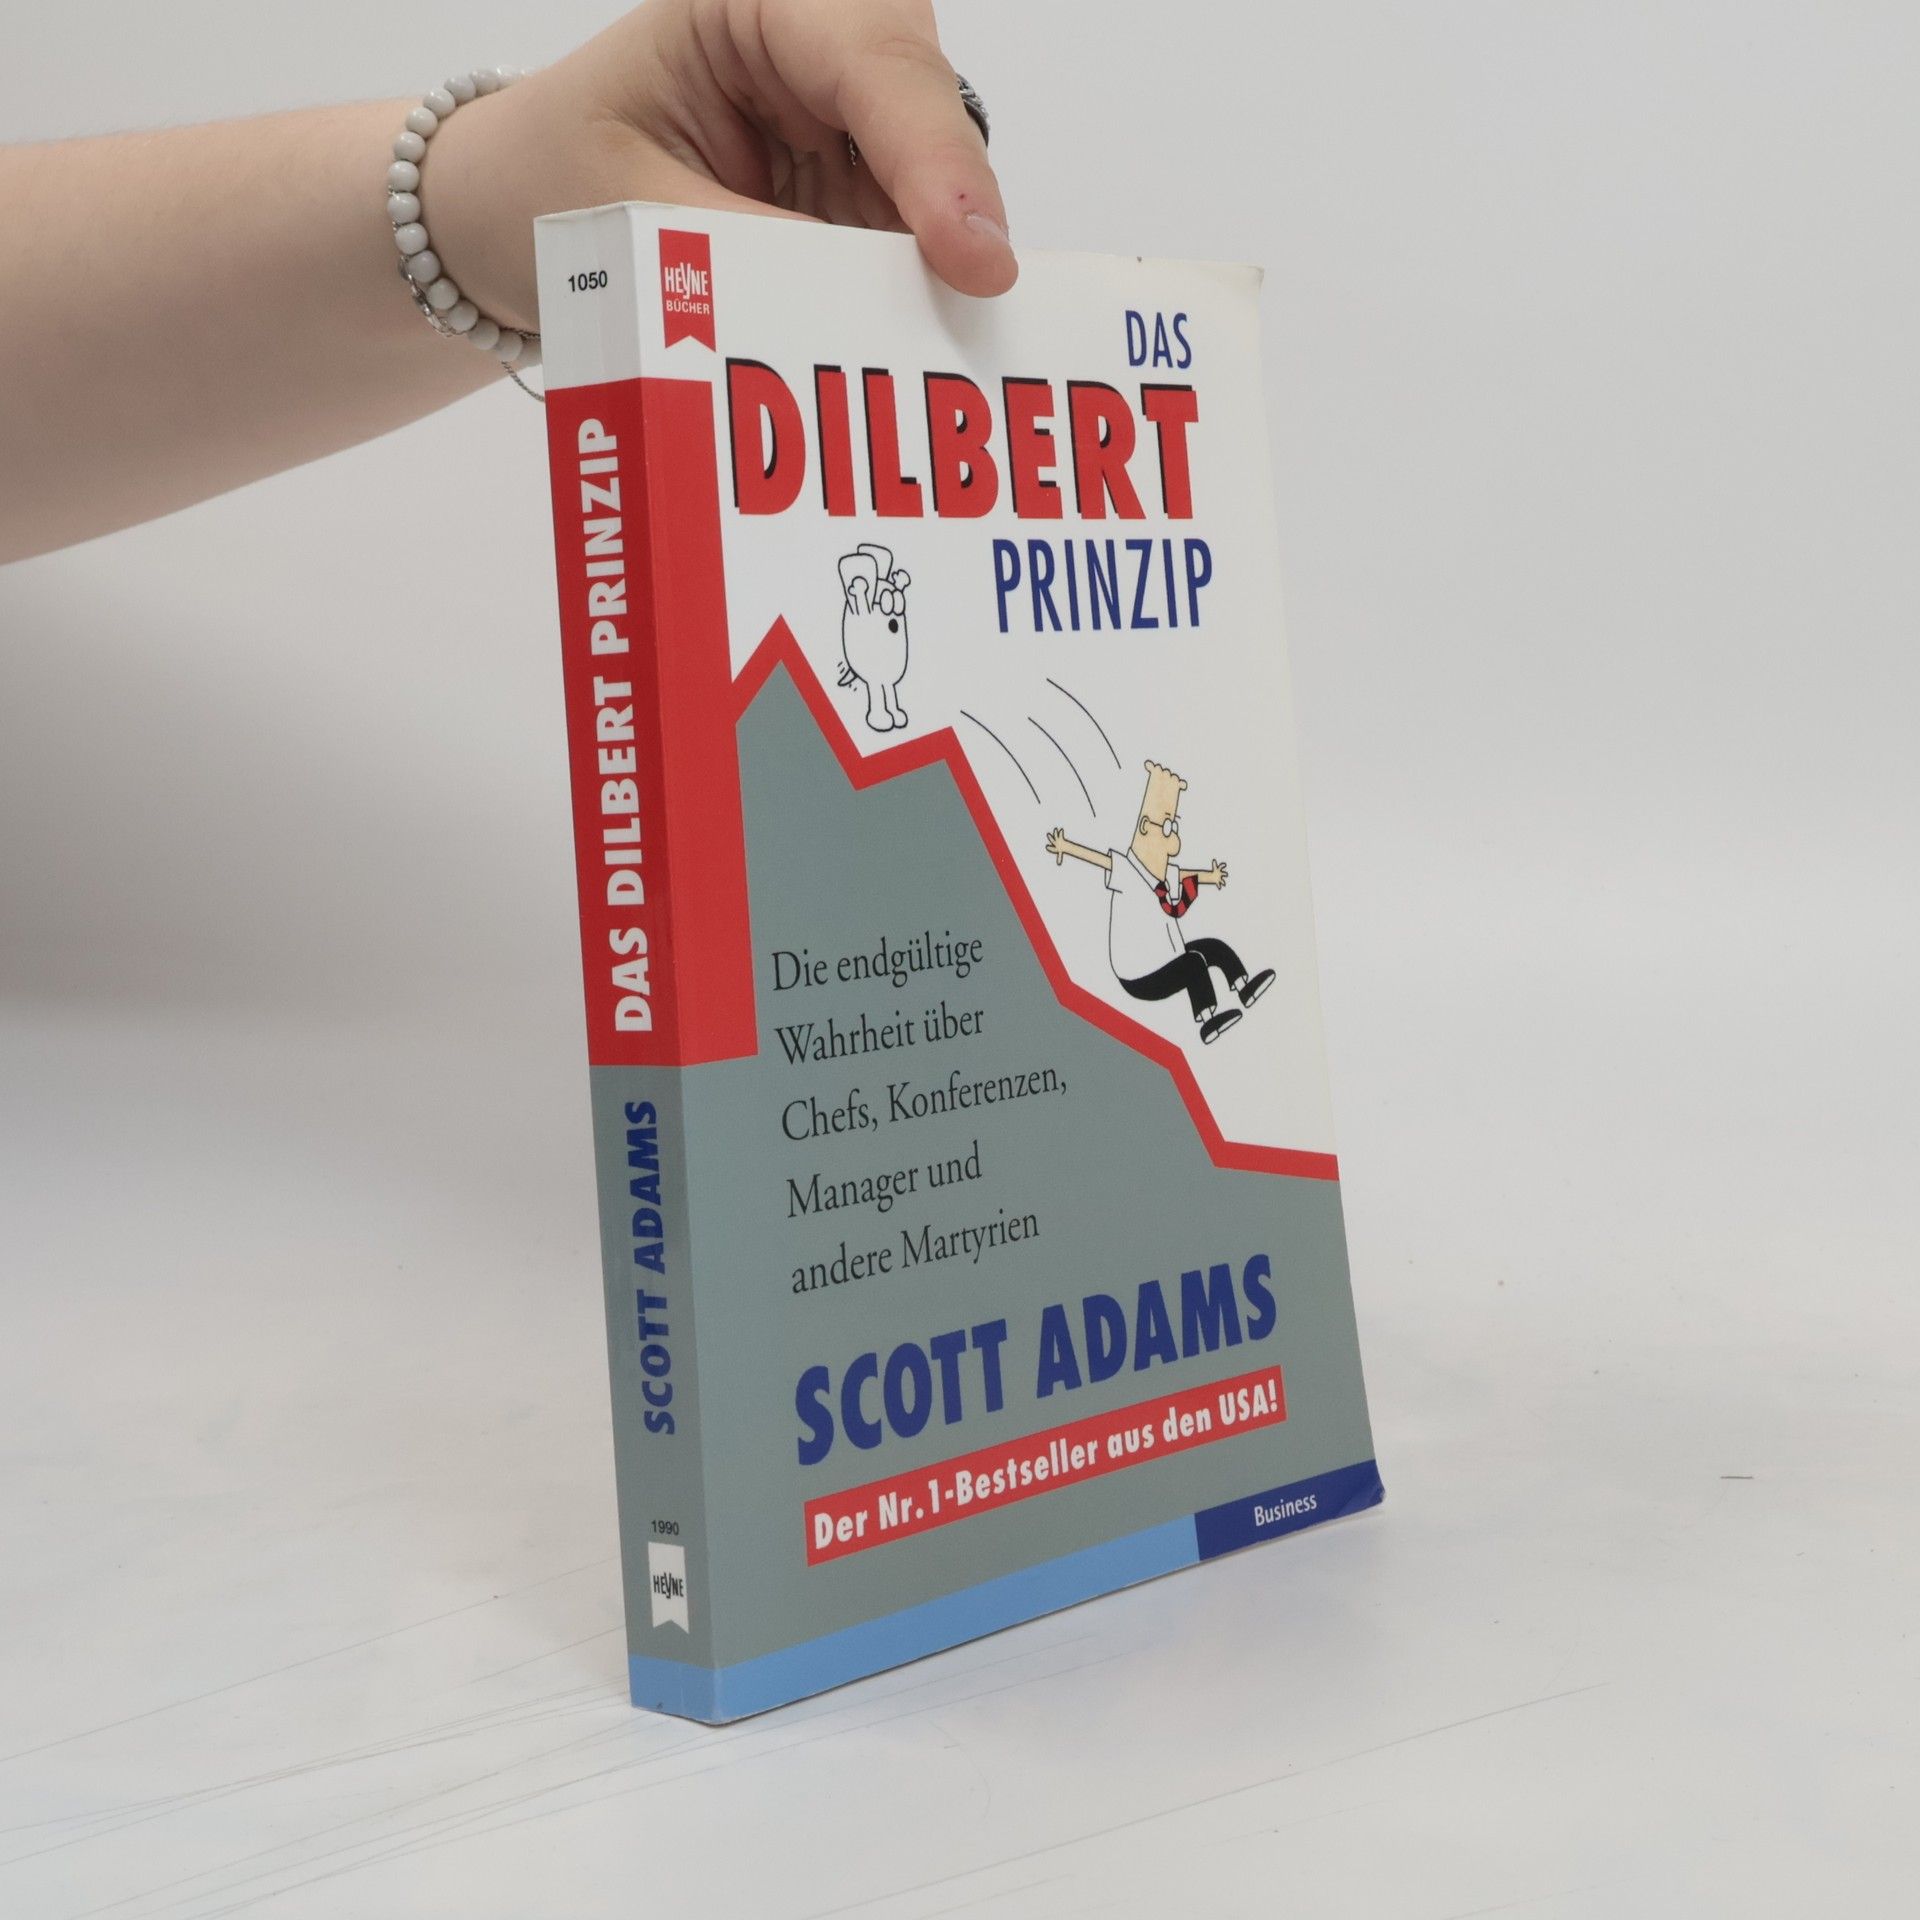 1050
DAS DILBERT PRINZIP
SCOTT ADAMS
1990
HEYNE
HEYNE
BÜCHER
DAS
DILBERT
PRINZIP
Die endgültige
Wahrheit über
Chefs, Konferenzen,
Manager und
andere Martyrien
SCOTT ADAMS
Der Nr.1-Bestseller aus den USA!
Business